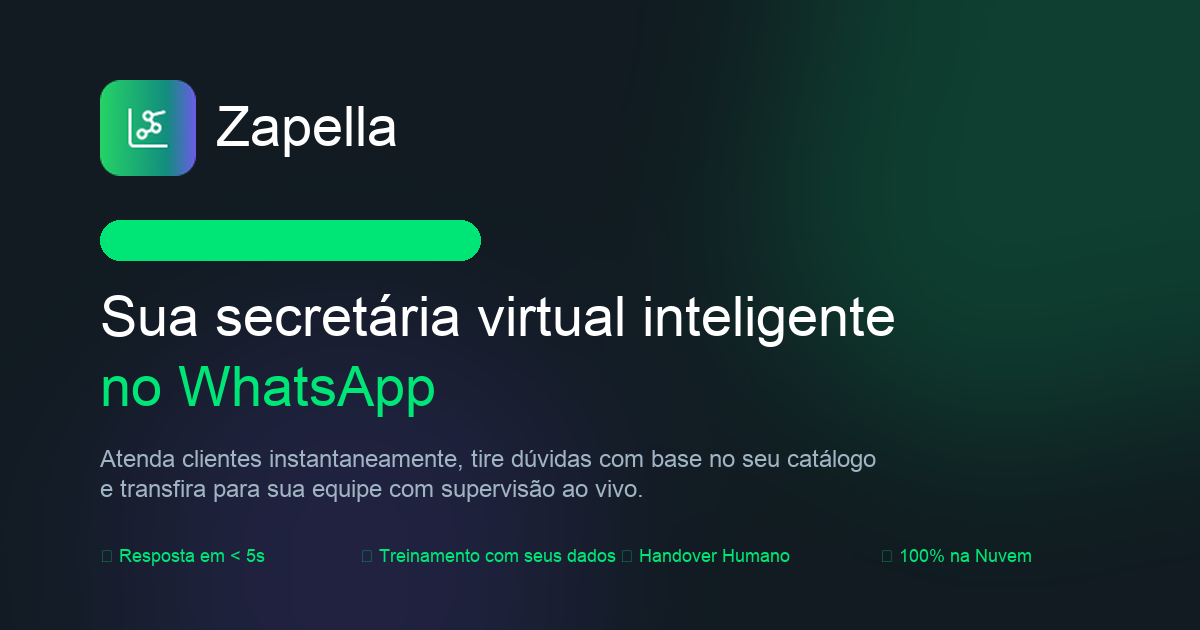 Zapella
Sua secretária virtual inteligente
no WhatsApp
Atenda clientes instantaneamente, tire dúvidas com base no seu catálogo
e transfira para sua equipe com supervisão ao vivo.
Resposta em < 5s Treinamento com seus dados Handover Humano 100% na Nuvem